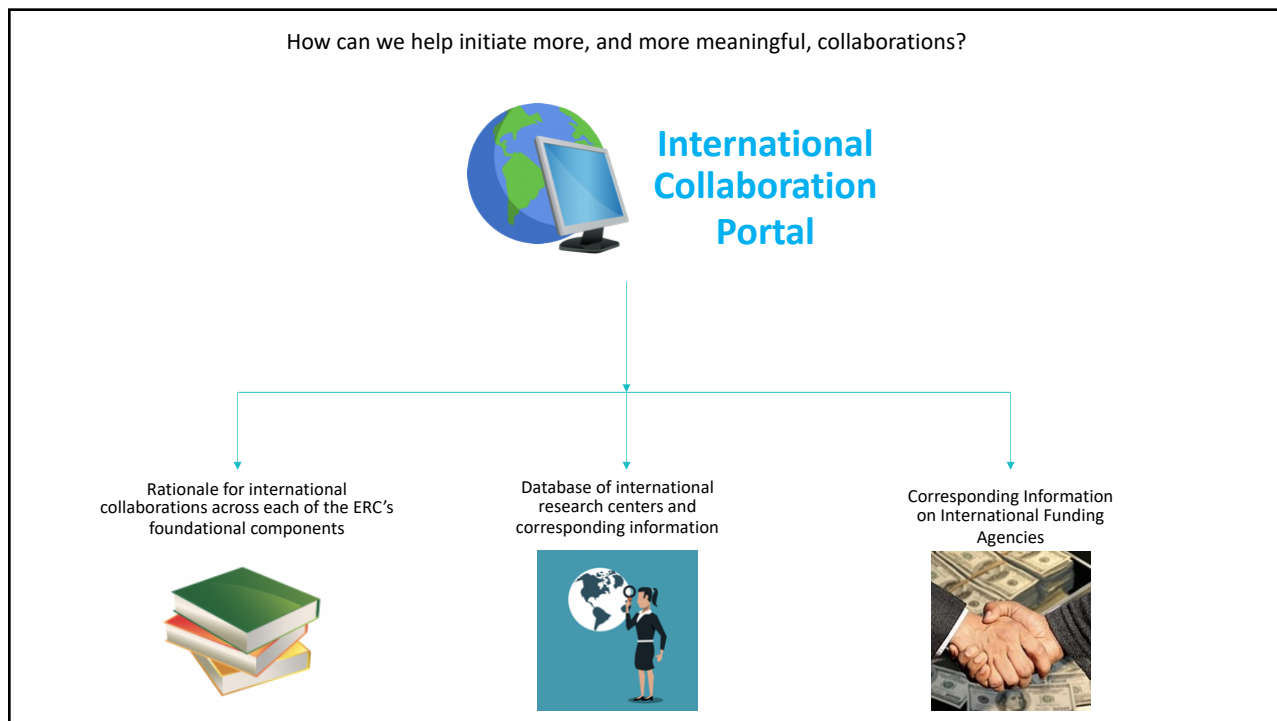 How can we help initiate more, and more meaningful, collaborations?
International
Collaboration
Portal
Rationale for international
collaborations across each of the ERC’s
foundational components
Database of international
research centers and
corresponding information
Corresponding Information
on International Funding
Agencies